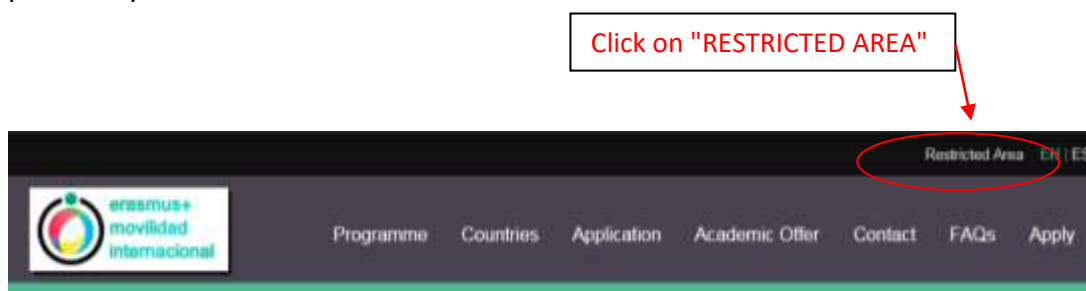 Click on "RESTRICTED AREA"
Restricted Area EN | ES
erasmus+
movilidad
internacional
Programme Countries Application Academic Offer Contact FAQs Apply